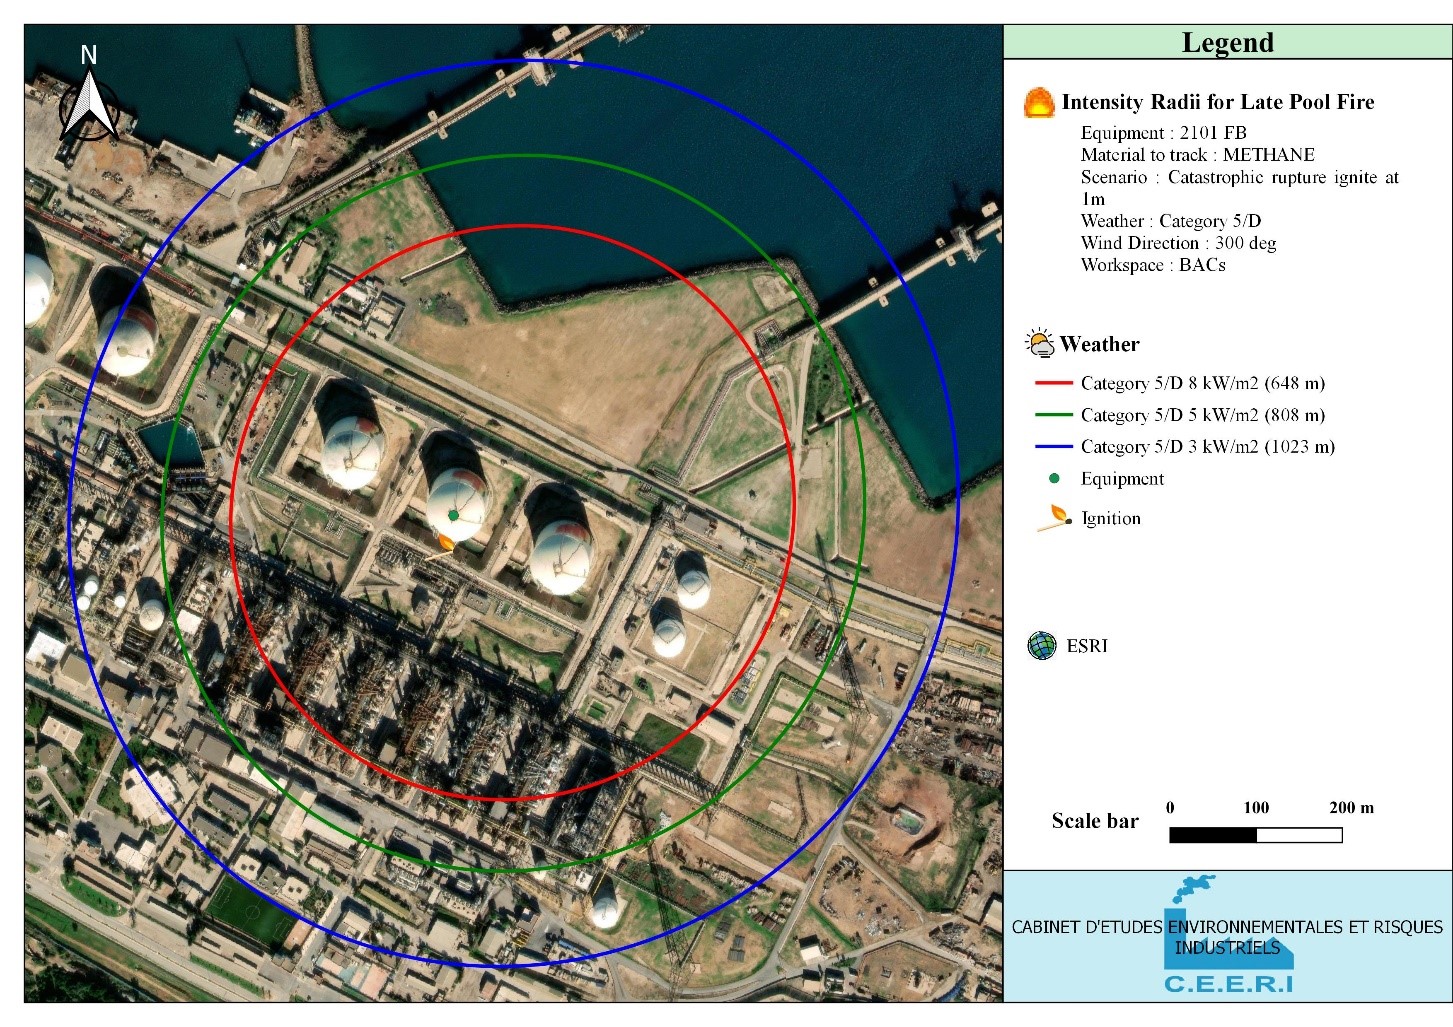 N
Legend
Intensity Radii for Late Pool Fire
Equipment : 2101 FB
Material to track : METHANE
Scenario : Catastrophic rupture ignite at
1m
Weather : Category 5/D
Wind Direction : 300 deg
Workspace : BACs
Weather
Category 5/D 8 kW/m2 (648 m)
Category 5/D 5 kW/m2 (808 m)
Category 5/D 3 kW/m2 (1023 m)
Equipment
Ignition
ESRI
0 100 200 m
Scale bar
CABINET D'ETUDES ENVIRONNEMENTALES ET RISQUES
INDUSTRIELS
C.E.E.R.I